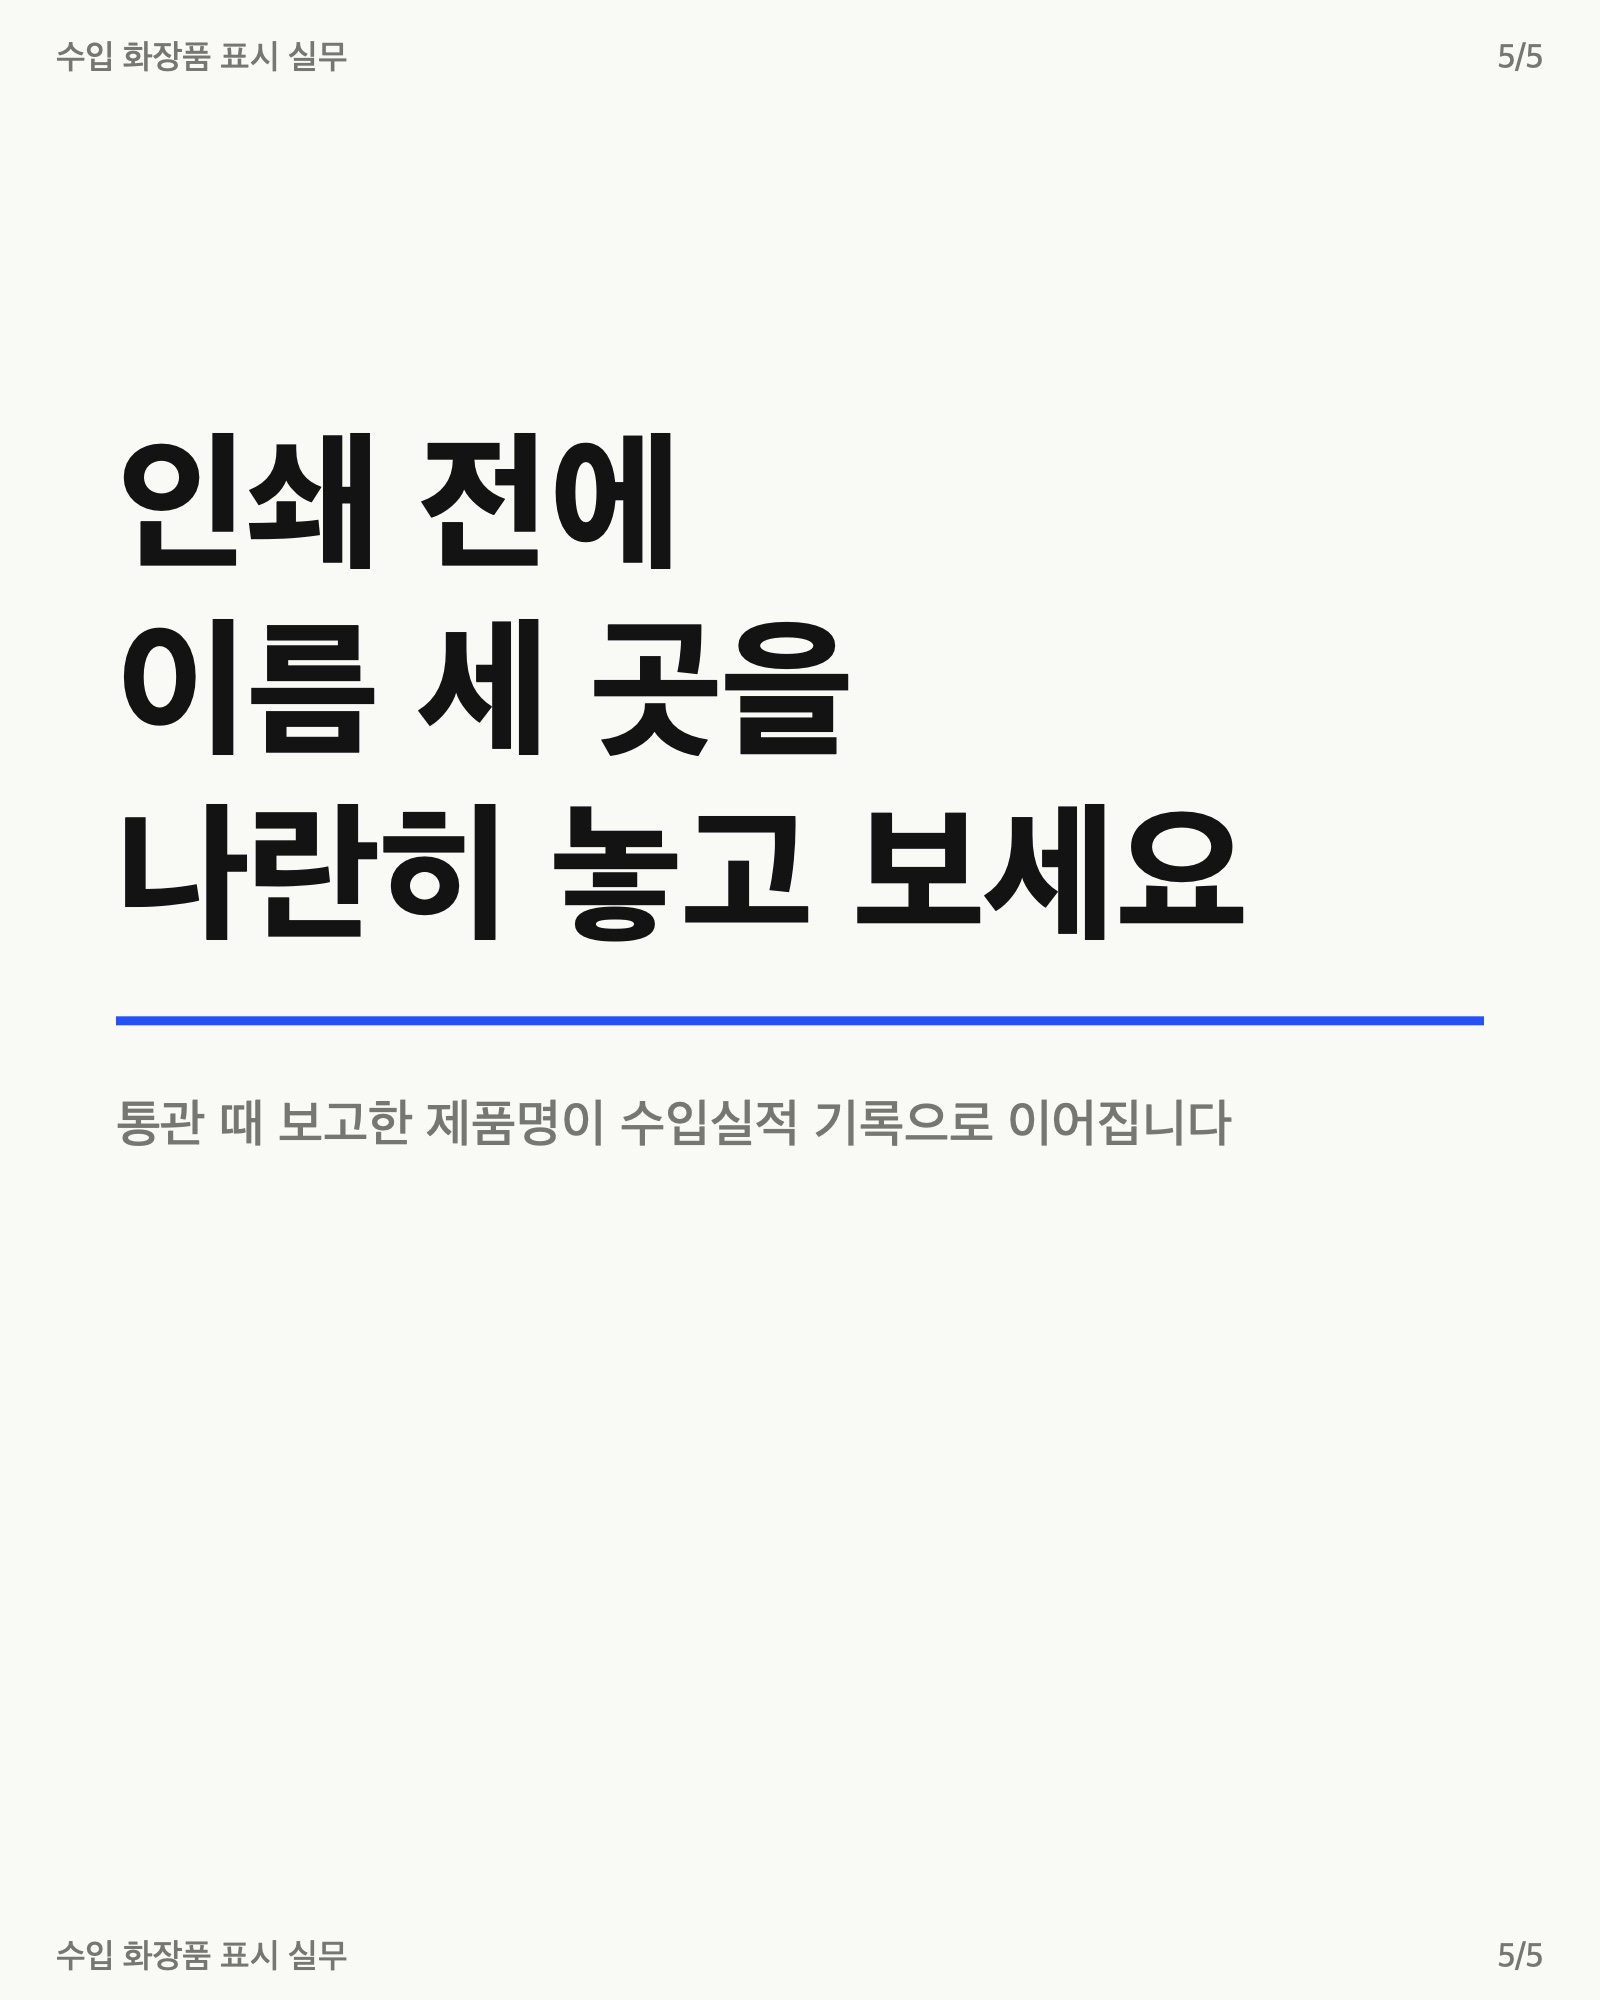 수입 화장품 표시 실무
5/5
인쇄 전에
이름 세 곳을
나란히 놓고 보세요
통관 때 보고한 제품명이 수입실적 기록으로 이어집니다
수입 화장품 표시 실무
5/5